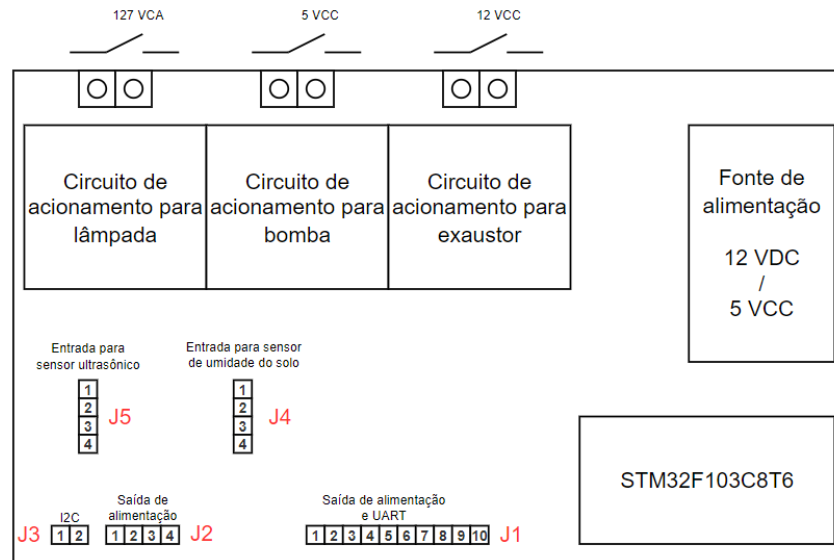 127 VCA
5 VCC
12 VCC
Circuito de
acionamento para
lâmpada
Circuito de
acionamento para
bomba
Circuito de
acionamento para
exaustor
Fonte de
alimentação
12 VDC
/
5 VCC
Entrada para
sensor ultrasônico
1
2
3
4
J5
Entrada para sensor
de umidade do solo
1
2
3
4
J4
STM32F103C8T6
J3
I2C
1 2
Saída de
alimentação
1 2 3 4
J2
Saída de alimentação
e UART
1 2 3 4 5 6 7 8 9 10
J1